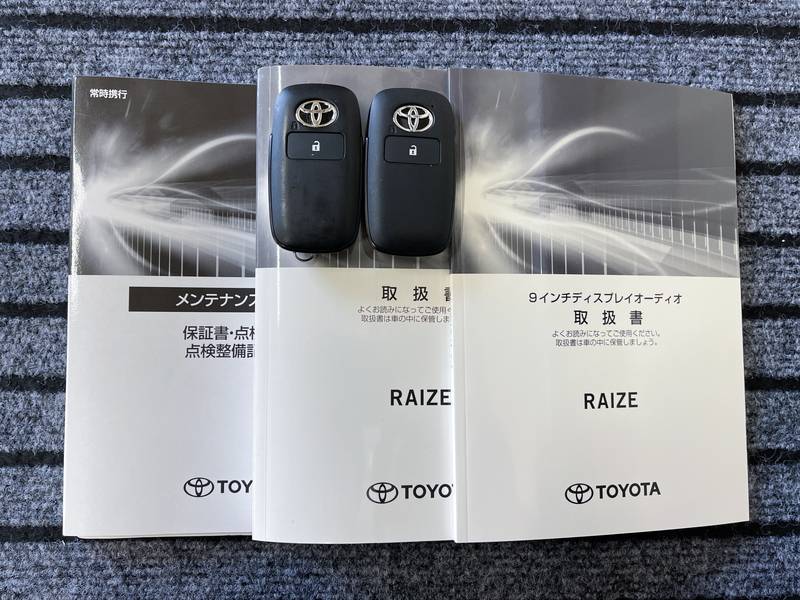 常時携行
メンテナンス
保証書・点検
点検整備記
TOY
取扱書
よくお読みになってご使用く
取扱書は車の中に保管しま
RAIZE
TOYO
9インチディスプレイオーディオ
取扱書
よくお読みになってご使用ください。
取扱書は車の中に保管しましょう。
RAIZE
TOYOTA